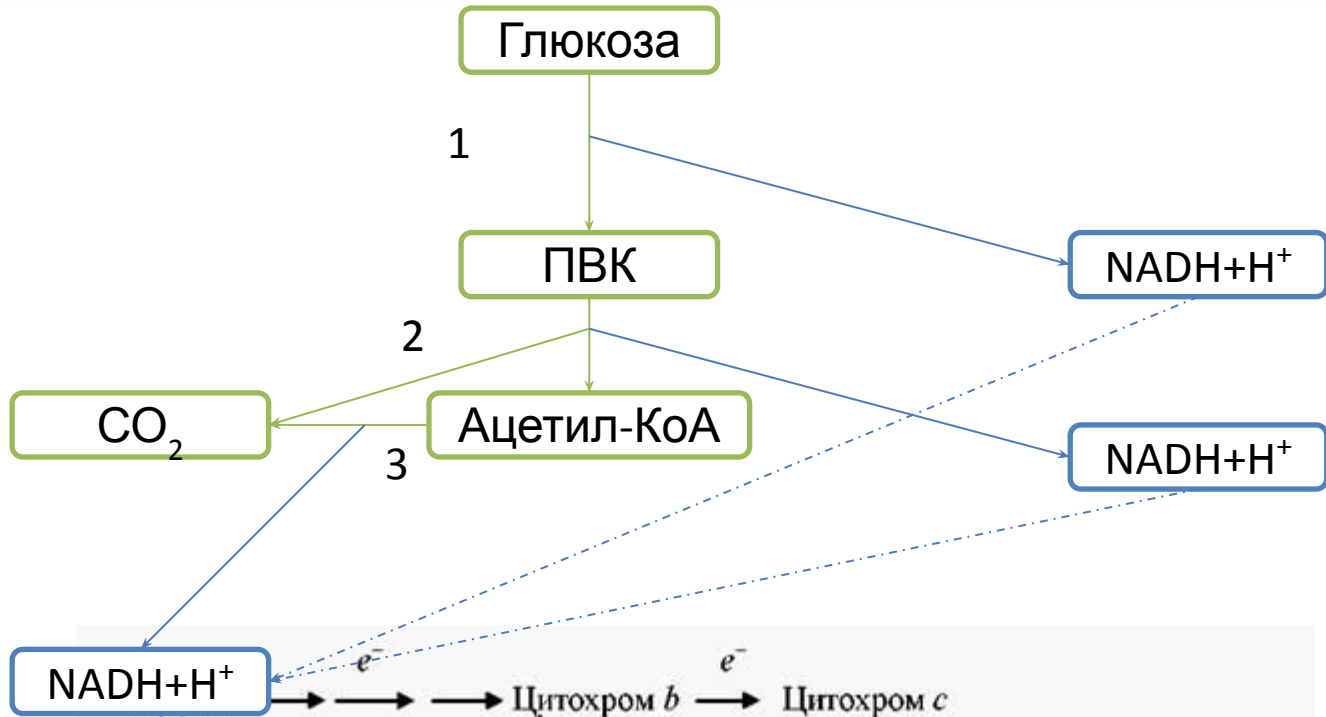 Глюкоза
1
ПВК
NADH+H⁺
2
CO₂
Ацетил-КоА
3
NADH+H⁺
NADH+H⁺
e⁻
e⁻
Цитохром b
Цитохром c